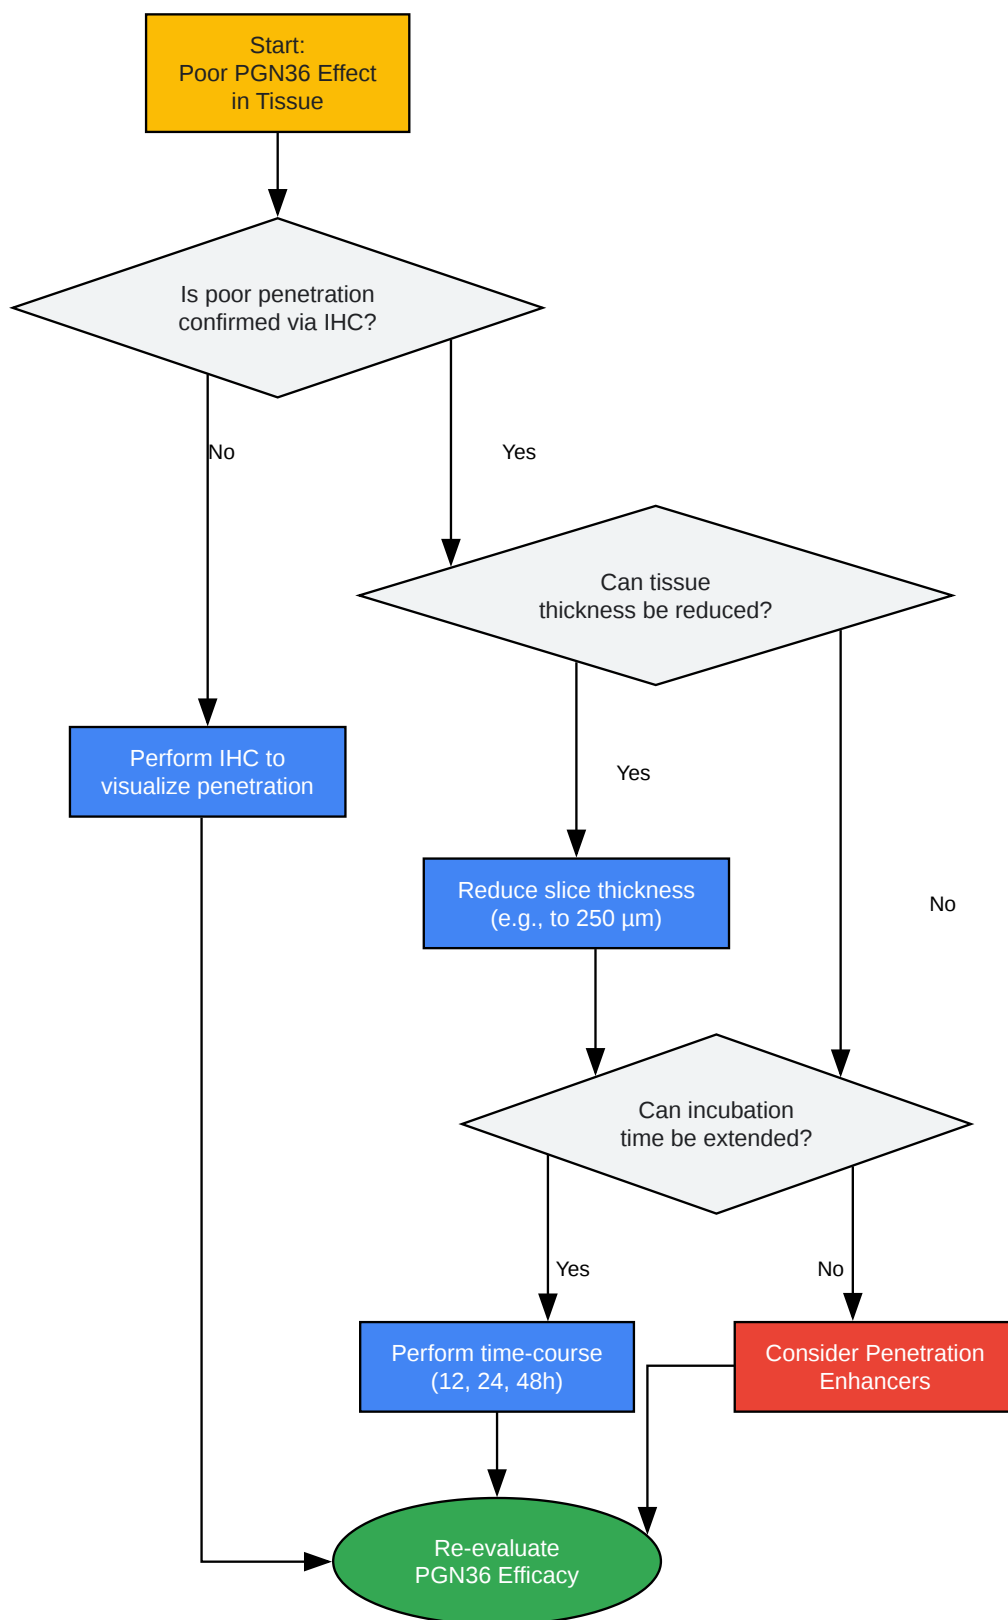 Start:
Poor PGN36 Effect
in Tissue
Is poor penetration
confirmed via IHC?
No
Yes
Can tissue
thickness be reduced?
Perform IHC to
visualize penetration
Yes
Reduce slice thickness
(e.g., to 250 µm)
No
Can incubation
time be extended?
Yes
No
Perform time-course
(12, 24, 48h)
Consider Penetration
Enhancers
Re-evaluate
PGN36 Efficacy